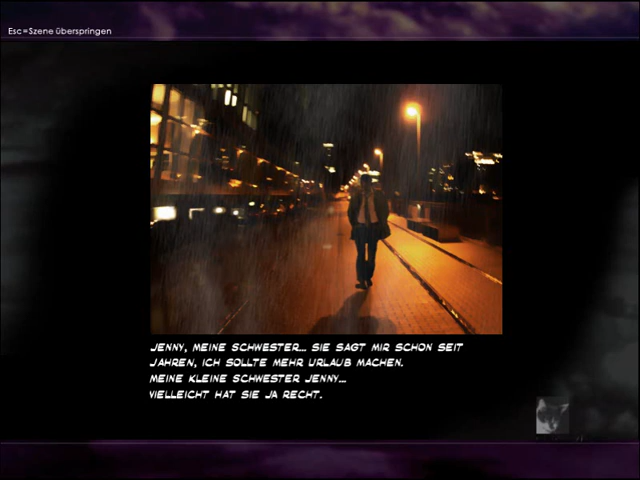 Esc=Szene überspringen
JENNY, MEINE SCHWESTER... SIE SAGT MIR SCHON SEIT
JAHREN, ICH SOLLTE MEHR URLAUB MACHEN.
MEINE KLEINE SCHWESTER JENNY...
VIELLEICHT HAT SIE JA RECHT.